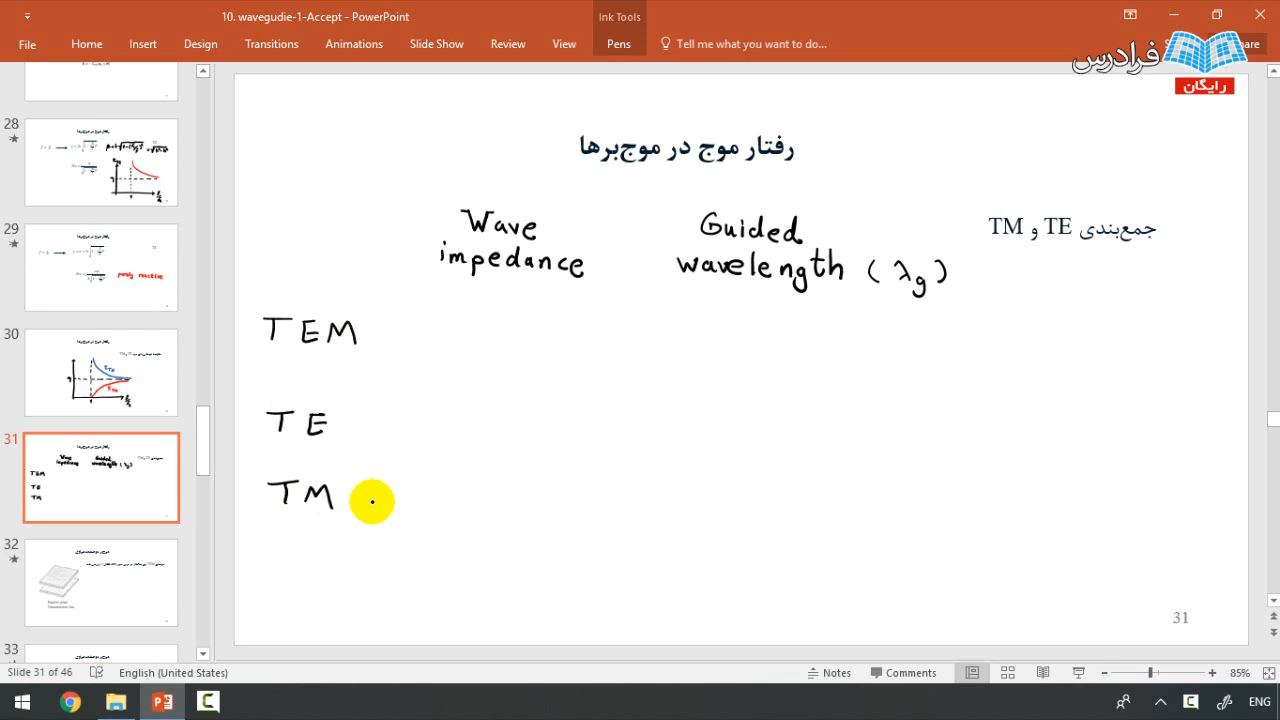 10. wavegudie-1-Accept - PowerPoint
Ink Tools
File Home Insert Design Transitions Animations Slide Show Review View Pens Tell me what you want to do...
فرادرس
رایگان
رفتار موج در موج‌برها
جمع‌بندی TE و TM
Wave impedance
Guided wavelength (λg)
TEM
TE
TM
31
28
29
purely reactive
30
31
32
33
Slide 31 of 46 English (United States) Notes Comments 85%
ENG